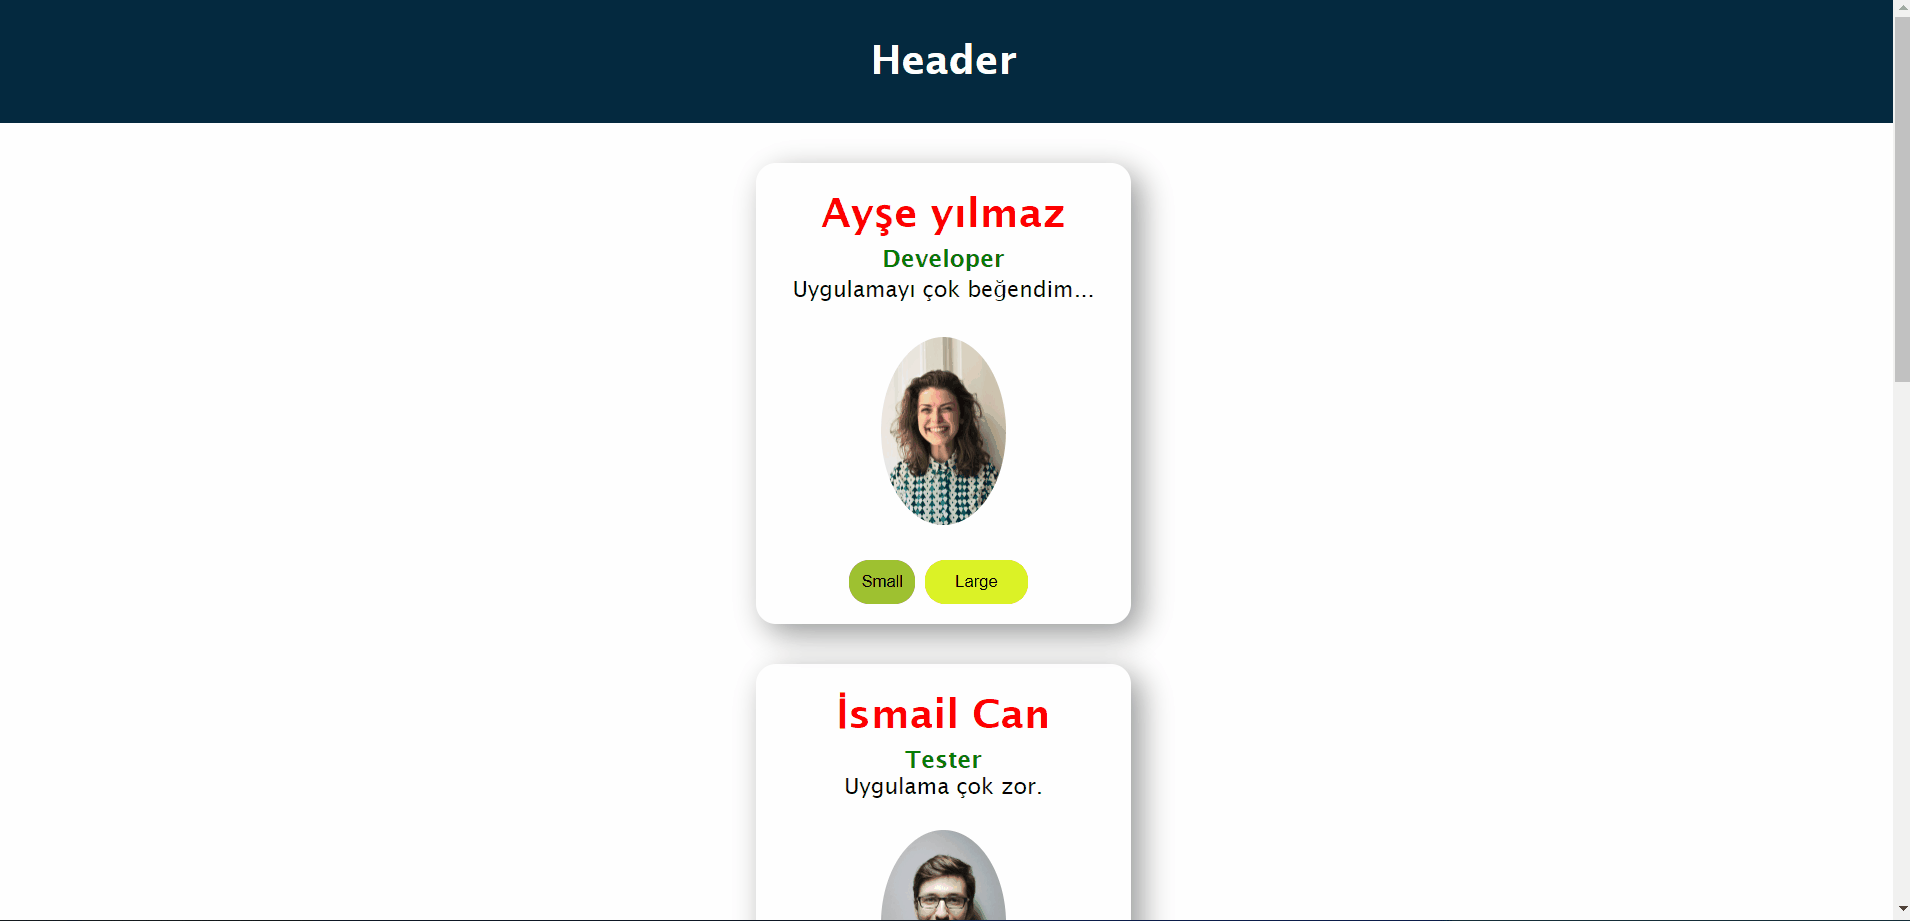 Header
Ayşe yılmaz
Developer
Uygulamayı çok beğendim...
Small Large
İsmail Can
Tester
Uygulama çok zor.